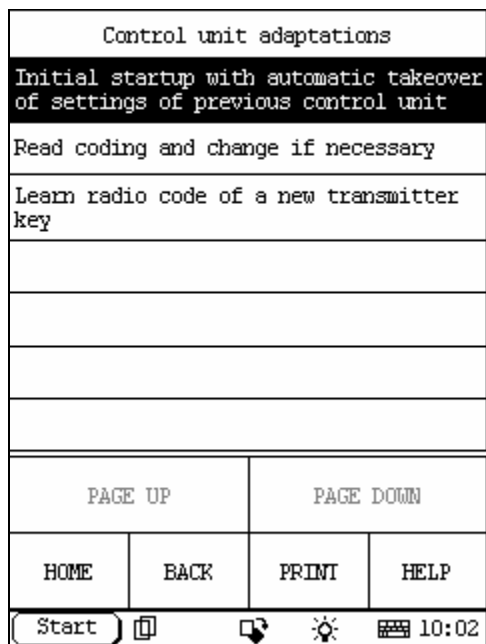 Control unit adaptations
Initial startup with automatic takeover
of settings of previous control unit
Read coding and change if necessary
Learn radio code of a new transmitter
key
PAGE UP
PAGE DOWN
HOME
BACK
PRINT
HELP
Start
10:02